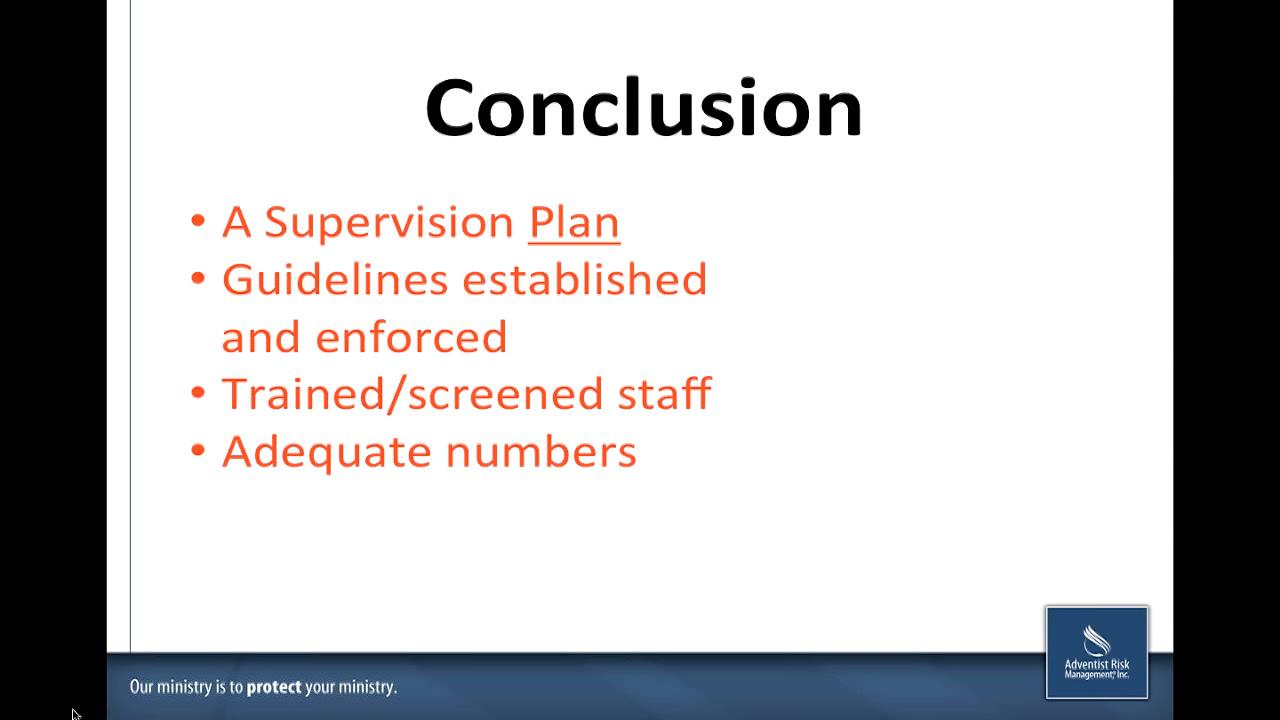 Conclusion
• A Supervision Plan
• Guidelines established
and enforced
• Trained/screened staff
• Adequate numbers
Our ministry is to protect your ministry.
Adventist Risk
Management, Inc.